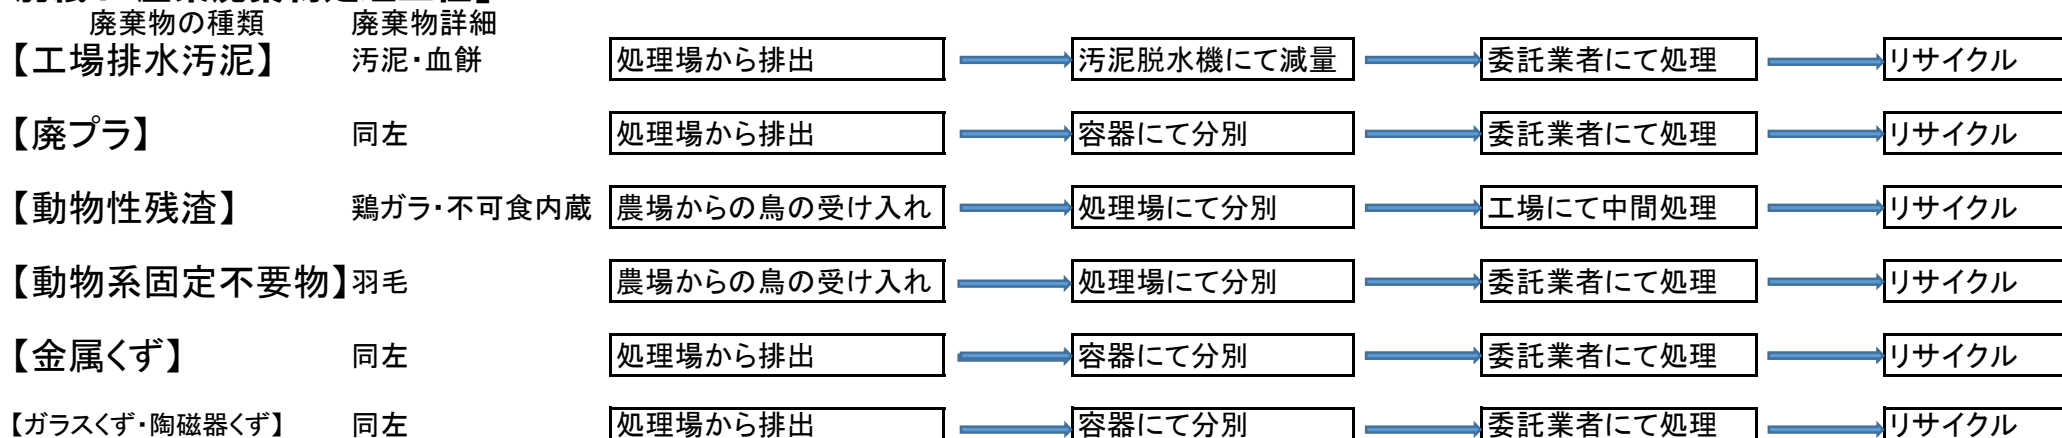 廃棄物の種類 廃棄物詳細
【工場排水汚泥】 汚泥・血餅 処理場から排出 汚泥脱水機にて減量 委託業者にて処理 リサイクル
【廃プラ】 同左 処理場から排出 容器にて分別 委託業者にて処理 リサイクル
【動物性残渣】 鶏ガラ・不可食内蔵 農場からの鳥の受け入れ 処理場にて分別 工場にて中間処理 リサイクル
【動物系固定不要物】 羽毛 農場からの鳥の受け入れ 処理場にて分別 委託業者にて処理 リサイクル
【金属くず】 同左 処理場から排出 容器にて分別 委託業者にて処理 リサイクル
【ガラスくず・陶磁器くず】 同左 処理場から排出 容器にて分別 委託業者にて処理 リサイクル